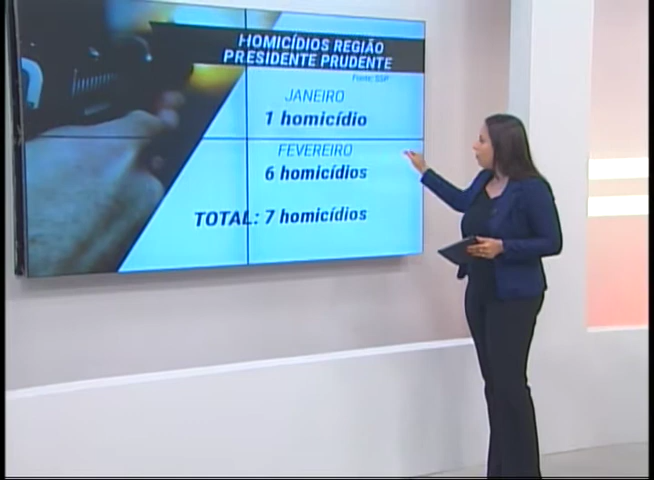 HOMICÍDIOS REGIÃO
PRESIDENTE PRUDENTE
Fonte: SSP
JANEIRO
1 homicídio
FEVEREIRO
6 homicídios
TOTAL: 7 homicídios